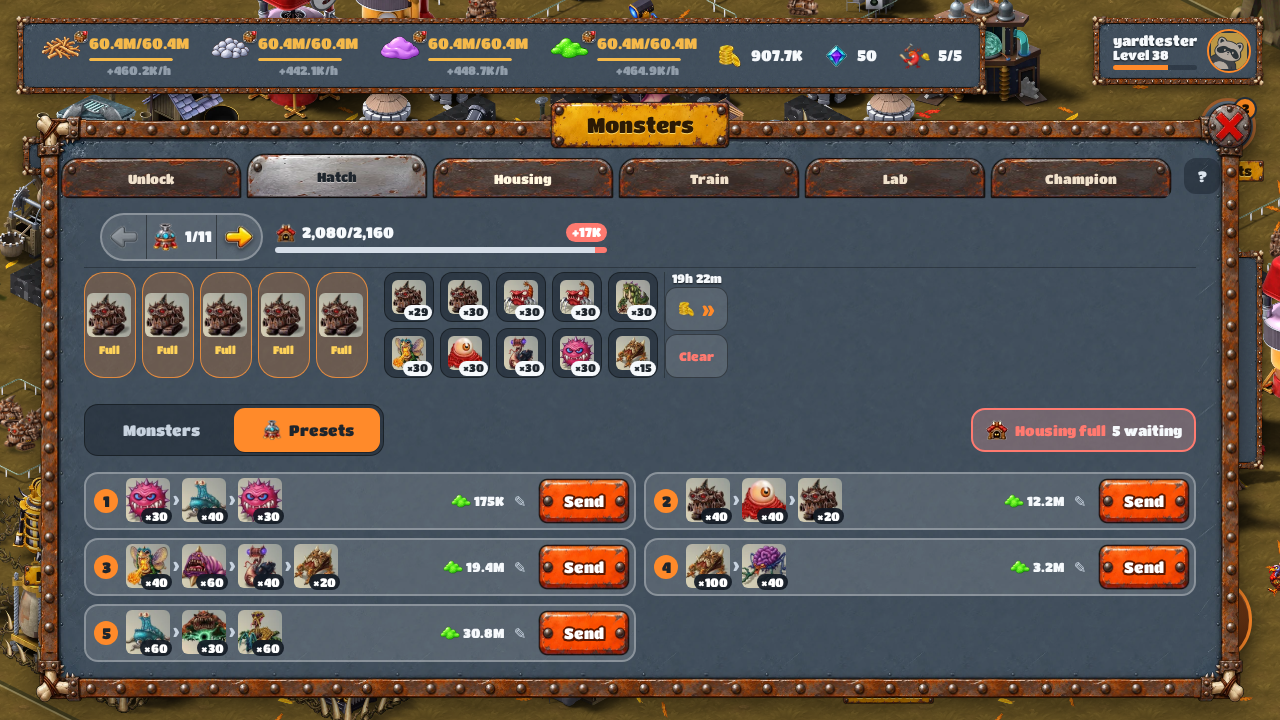 60.4M/60.4M 60.4M/60.4M 60.4M/60.4M 60.4M/60.4M 907.7K 50 5/5
+460.2K/h +442.1K/h +448.7K/h +464.9K/h
yardtester
Level 38
Monsters
3
Unlock Hatch Housing Train Lab Champion ?
ts
1/11 2,080/2,160 +17K
19h 22m
×29 ×30 ×30 ×30 ×30
Full Full Full Full Full
×30 ×30 ×30 ×30 ×15
Clear
Monsters Presets Housing full 5 waiting
1 ×30 › ×40 › ×30 175K ✎ Send
2 ×40 › ×40 › ×20 12.2M ✎ Send
3 ×40 › ×60 › ×40 › ×20 19.4M ✎ Send
4 ×100 › ×40 3.2M ✎ Send
5 ×60 › ×30 › ×60 30.8M ✎ Send